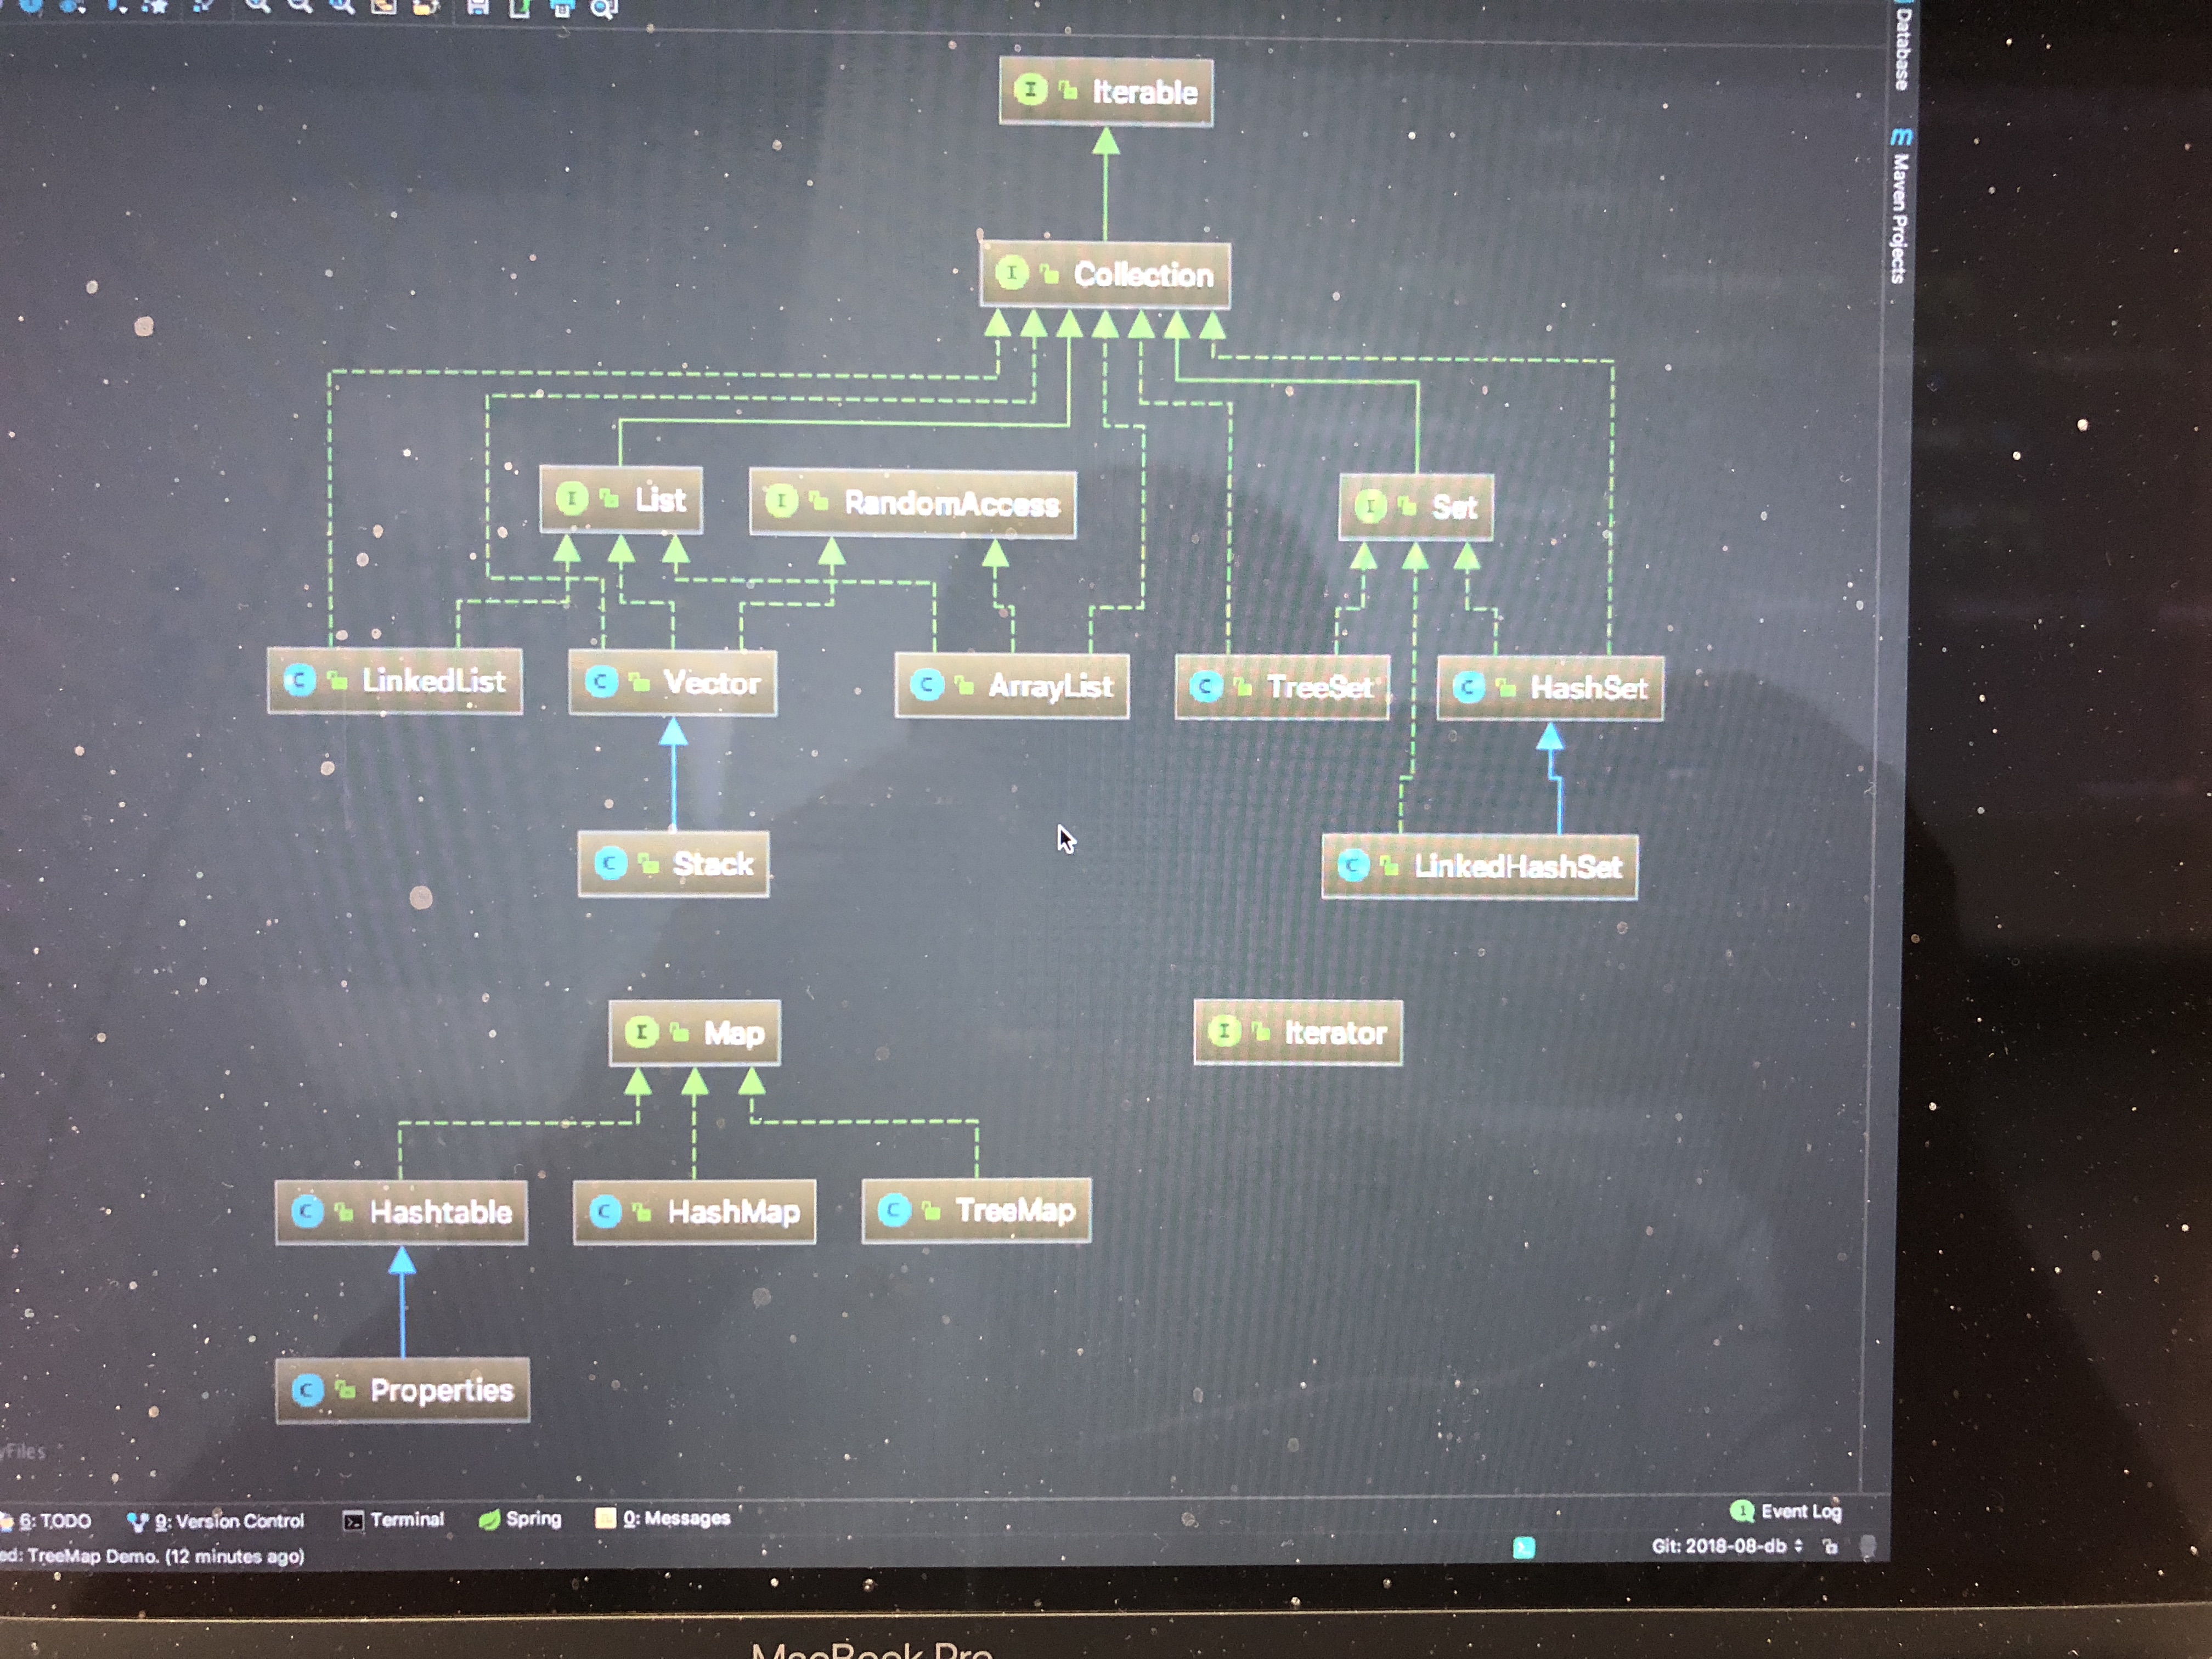 Database
Maven Projects
I Iterable
I Collection
I List
I RandomAccess
I Set
C LinkedList
C Vector
C ArrayList
C TreeSet
C HashSet
C Stack
C LinkedHashSet
I Map
I Iterator
C Hashtable
C HashMap
C TreeMap
C Properties
yFiles
6: TODO
9: Version Control
Terminal
Spring
0: Messages
1 Event Log
ed: TreeMap Demo. (12 minutes ago)
Git: 2018-08-db
MacBook Pro